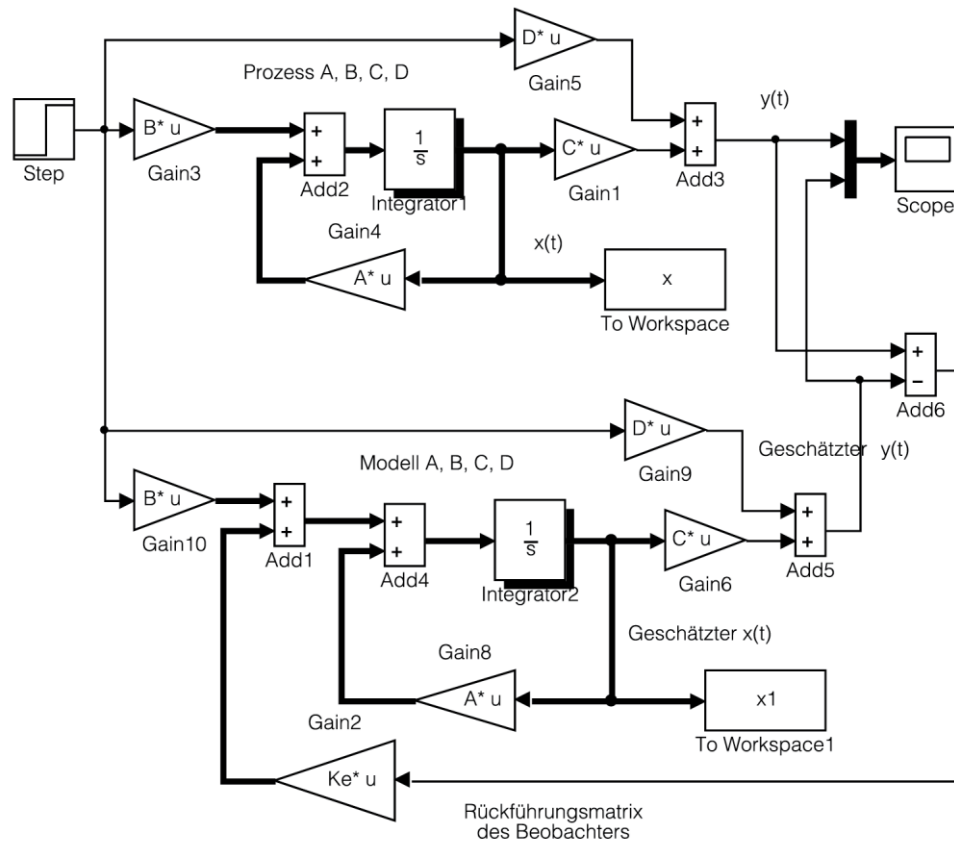 D* u
Prozess A, B, C, D
Gain5
y(t)
B* u
+
+
1
s
C* u
+
+
Step
Gain3
Add2
Integrator1
Gain1
Add3
Scope
Gain4
x(t)
A* u
x
To Workspace
+
−
Add6
D* u
Geschätzter y(t)
Modell A, B, C, D
Gain9
B* u
+
+
+
+
1
s
C* u
+
+
Gain10
Add1
Add4
Integrator2
Gain6
Add5
Geschätzter x(t)
Gain8
A* u
x1
Gain2
To Workspace1
Ke* u
Rückführungsmatrix
des Beobachters